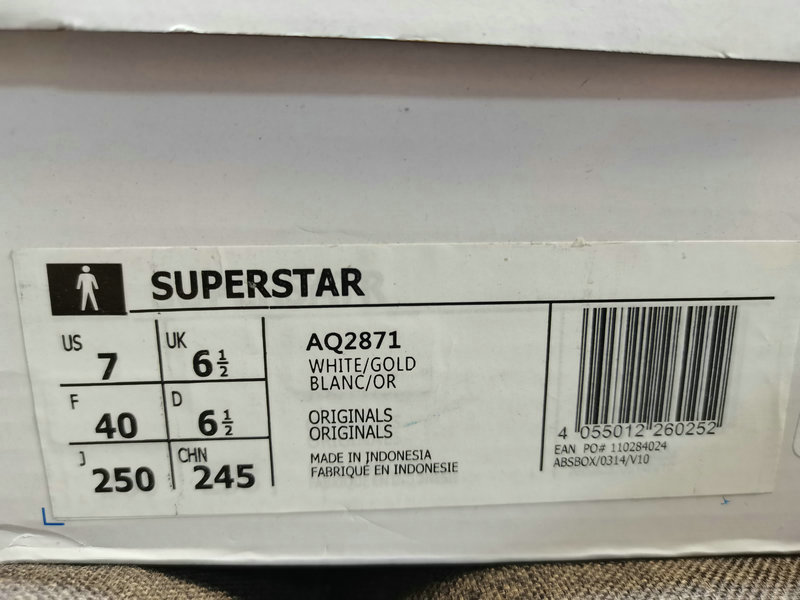 SUPERSTAR
US 7 UK 6 1/2
F 40 D 6 1/2
J 250 CHN 245
AQ2871
WHITE/GOLD
BLANC/OR
ORIGINALS
ORIGINALS
MADE IN INDONESIA
FABRIQUÉ EN INDONESIE
4 055012 260252
EAN PO# 110284024
ABSBOX/0314/V10